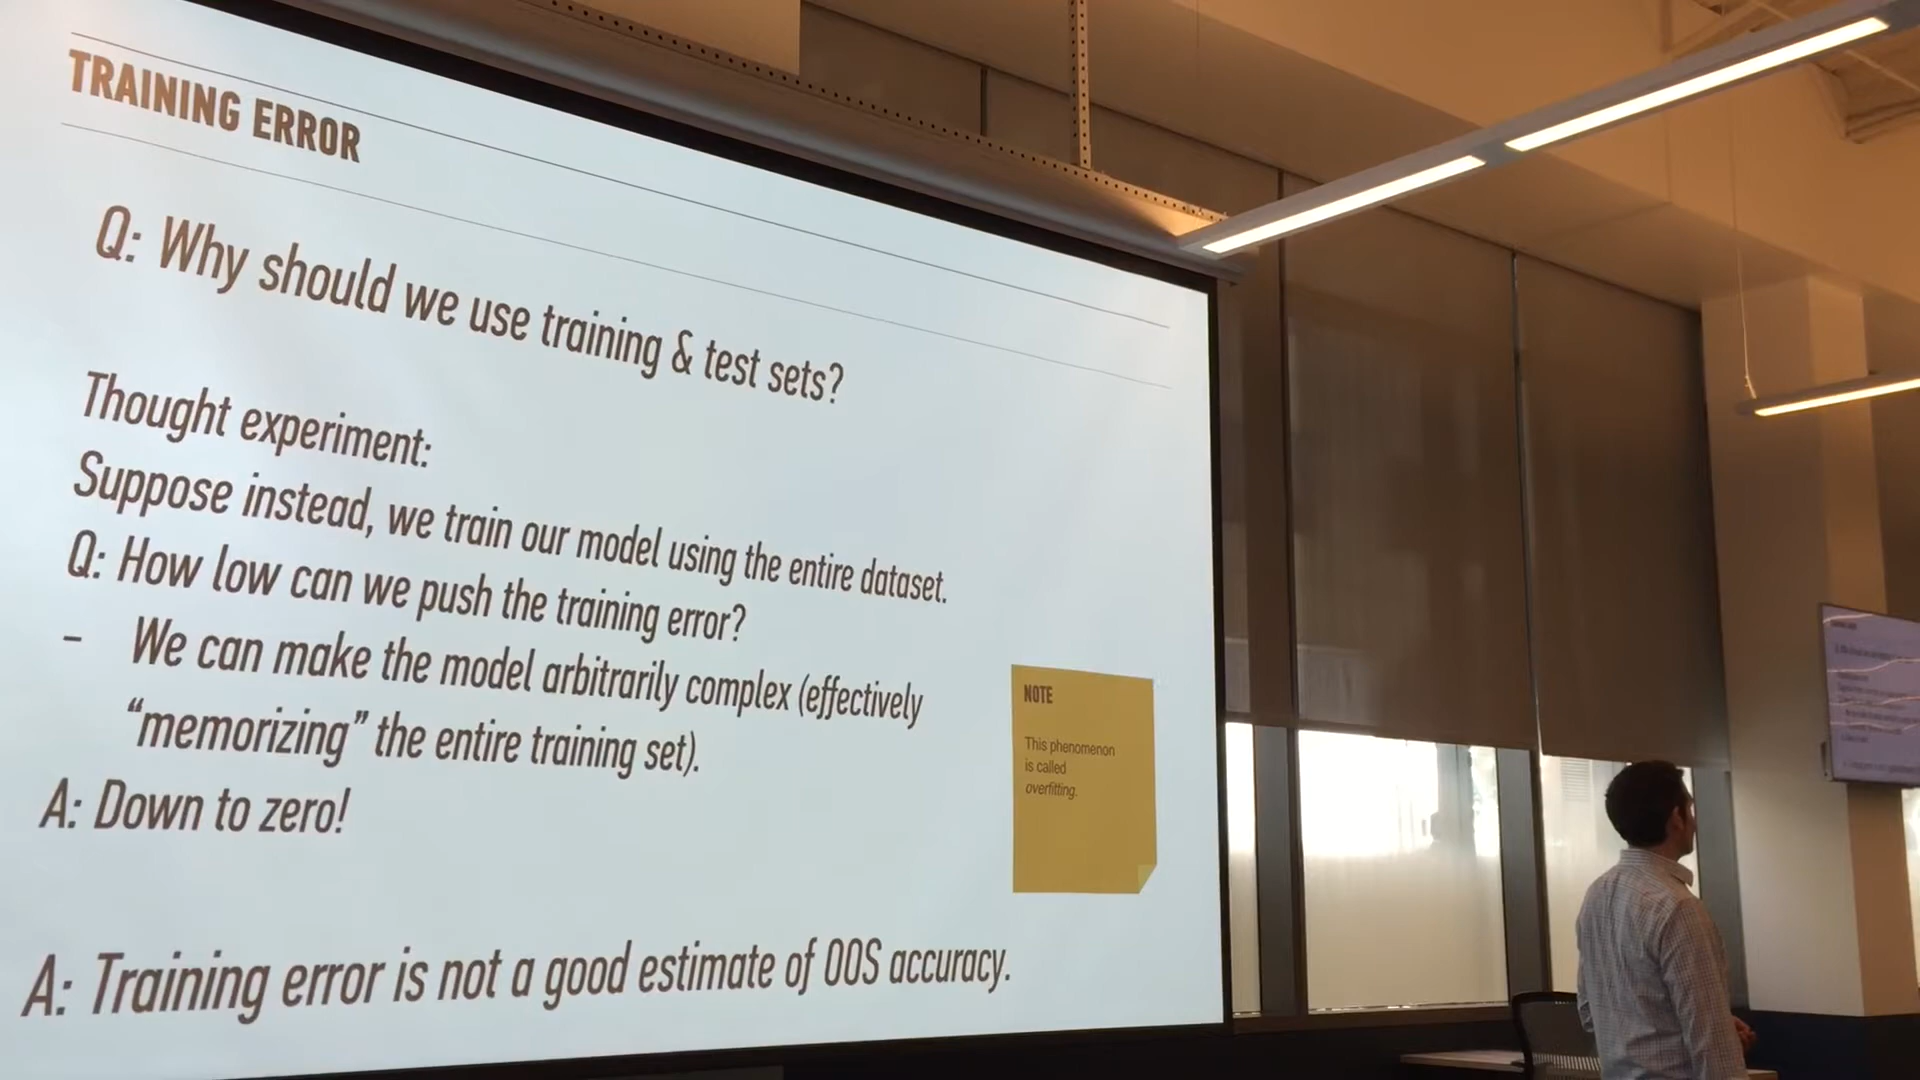 TRAINING ERROR
Q: Why should we use training & test sets?
Thought experiment:
Suppose instead, we train our model using the entire dataset.
Q: How low can we push the training error?
- We can make the model arbitrarily complex (effectively
“memorizing” the entire training set).
A: Down to zero!
NOTE
This phenomenon
is called
overfitting.
A: Training error is not a good estimate of OOS accuracy.